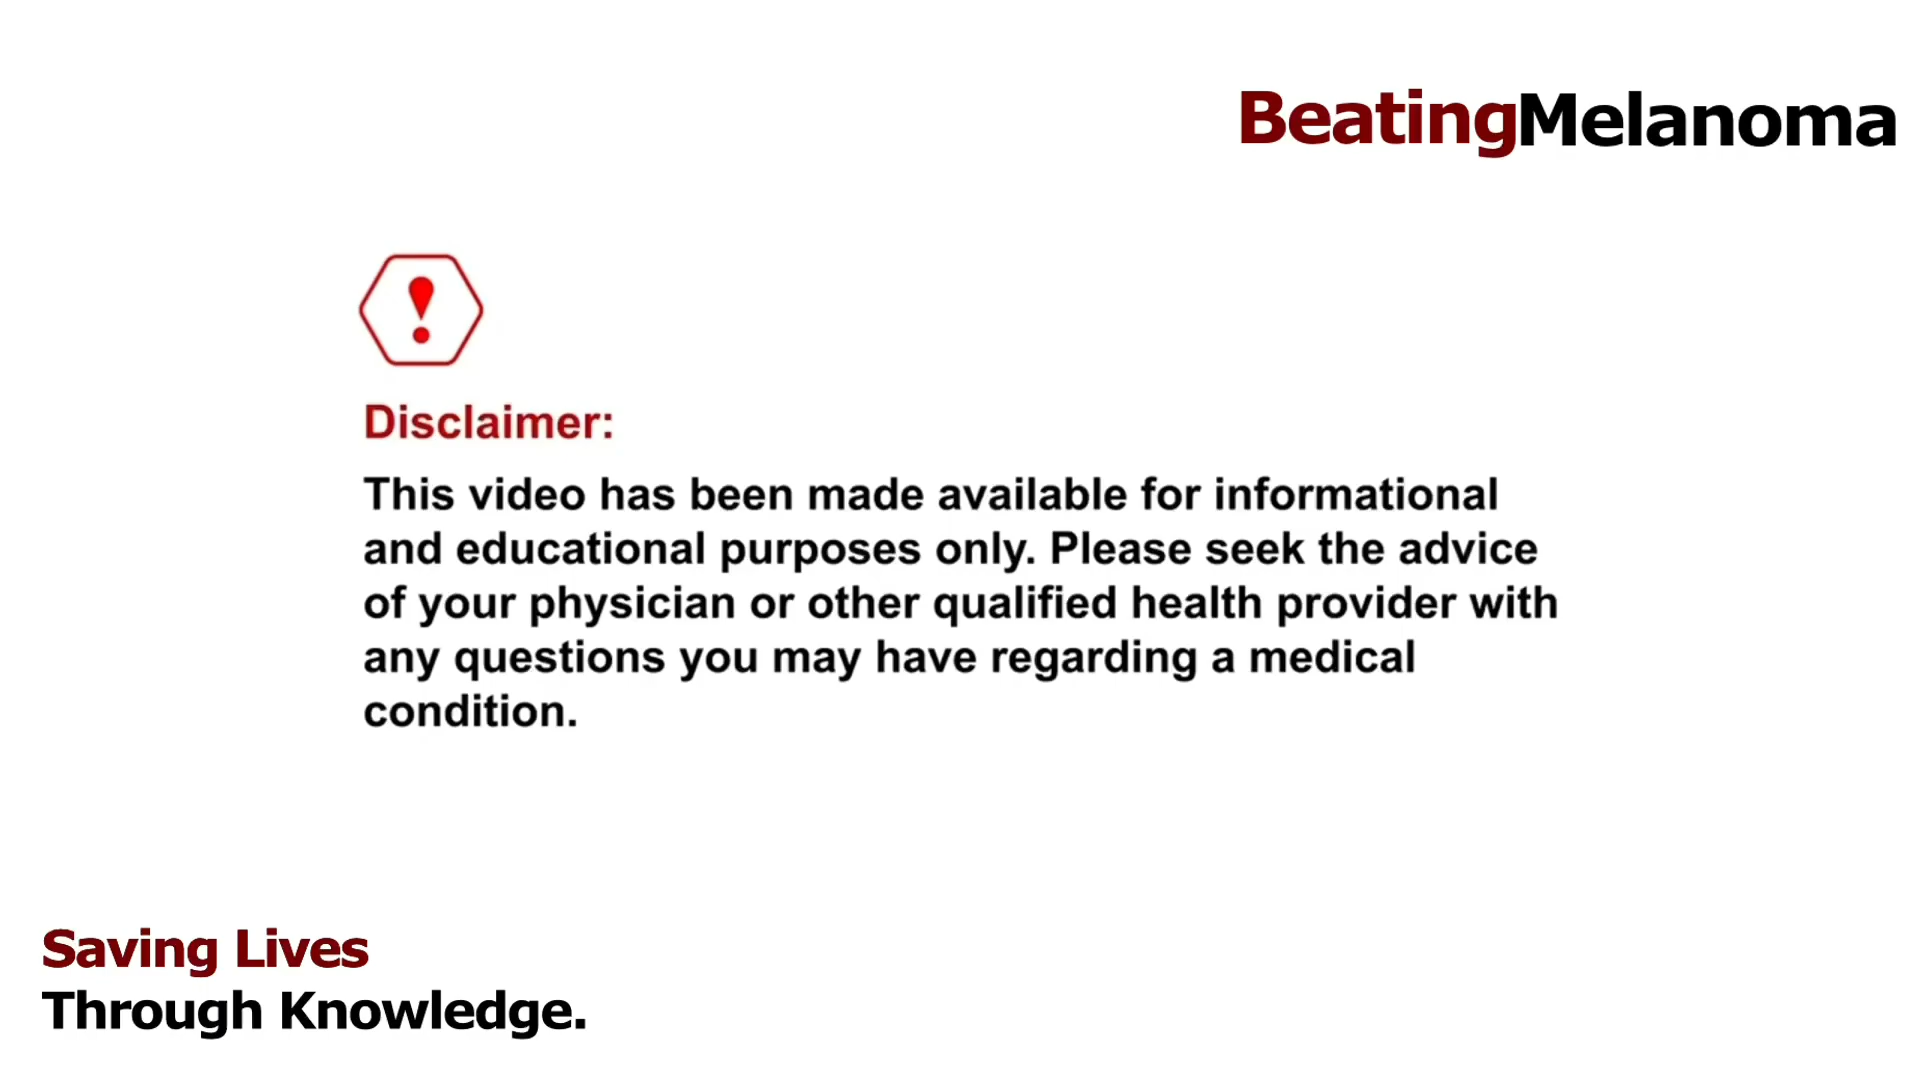 BeatingMelanoma
Disclaimer:
This video has been made available for informational
and educational purposes only. Please seek the advice
of your physician or other qualified health provider with
any questions you may have regarding a medical
condition.
Saving Lives
Through Knowledge.